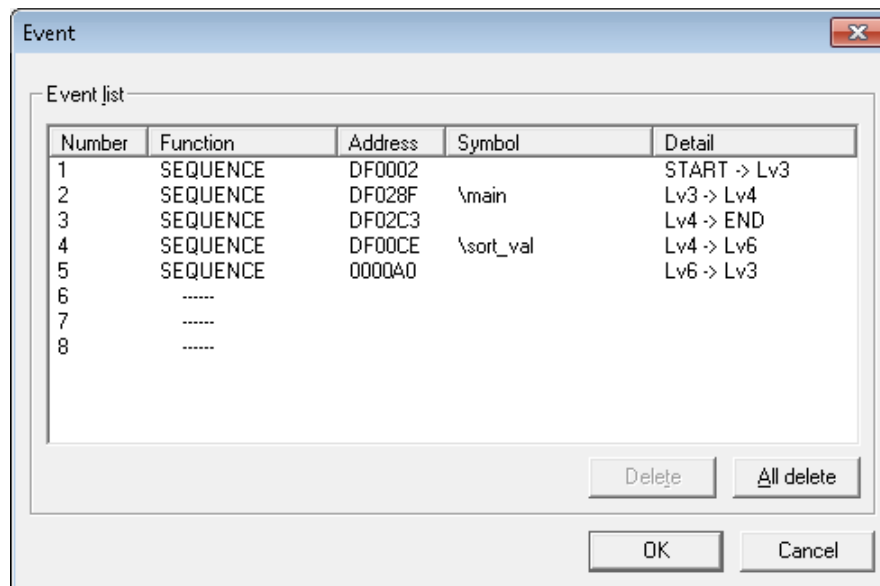 Event
Event list
Number Function Address Symbol Detail
1 SEQUENCE DF0002 START -> Lv3
2 SEQUENCE DF028F \main Lv3 -> Lv4
3 SEQUENCE DF02C3 Lv4 -> END
4 SEQUENCE DF00CE \sort_val Lv4 -> Lv6
5 SEQUENCE 0000A0 Lv6 -> Lv3
6 ------
7 ------
8 ------
Delete All delete
OK Cancel